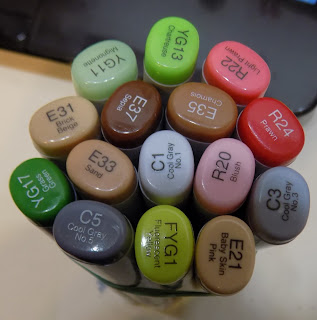 YG11
Mignonette
YG13
Chartreuse
R22
Light Prawn
E31
Brick
Beige
E37
Sepia
E35
Chamois
R24
Prawn
YG17
Grass
Green
E33
Sand
C1
Cool Gray
No.1
R20
Blush
C3
Cool Gray
No.3
C5
Cool Gray
No.5
FYG1
Fluorescent
Yellow
E21
Baby Skin
Pink